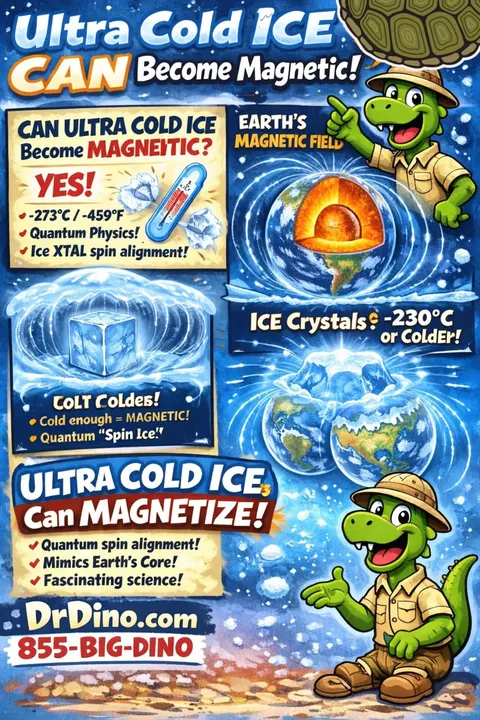 Ultra Cold ICE
CAN Become Magnetic!
CAN ULTRA COLD ICE
Become MAGNEITIC?
YES!
-273°C / -459°F
Quantum Physics!
Ice XTAL spin alignment!
EARTH'S
MAGNETIC FIELD
ICE Crystals: -230°C
or Colder!
COLT Coldes!
Cold enough = MAGNETIC!
Quantum "Spin Ice!"
ULTRA COLD ICE,
Can MAGNETIZE!
Quantum spin alignment!
Mimics Earth's Core!
Fascinating science!
DrDino.com
855-BIG-DINO